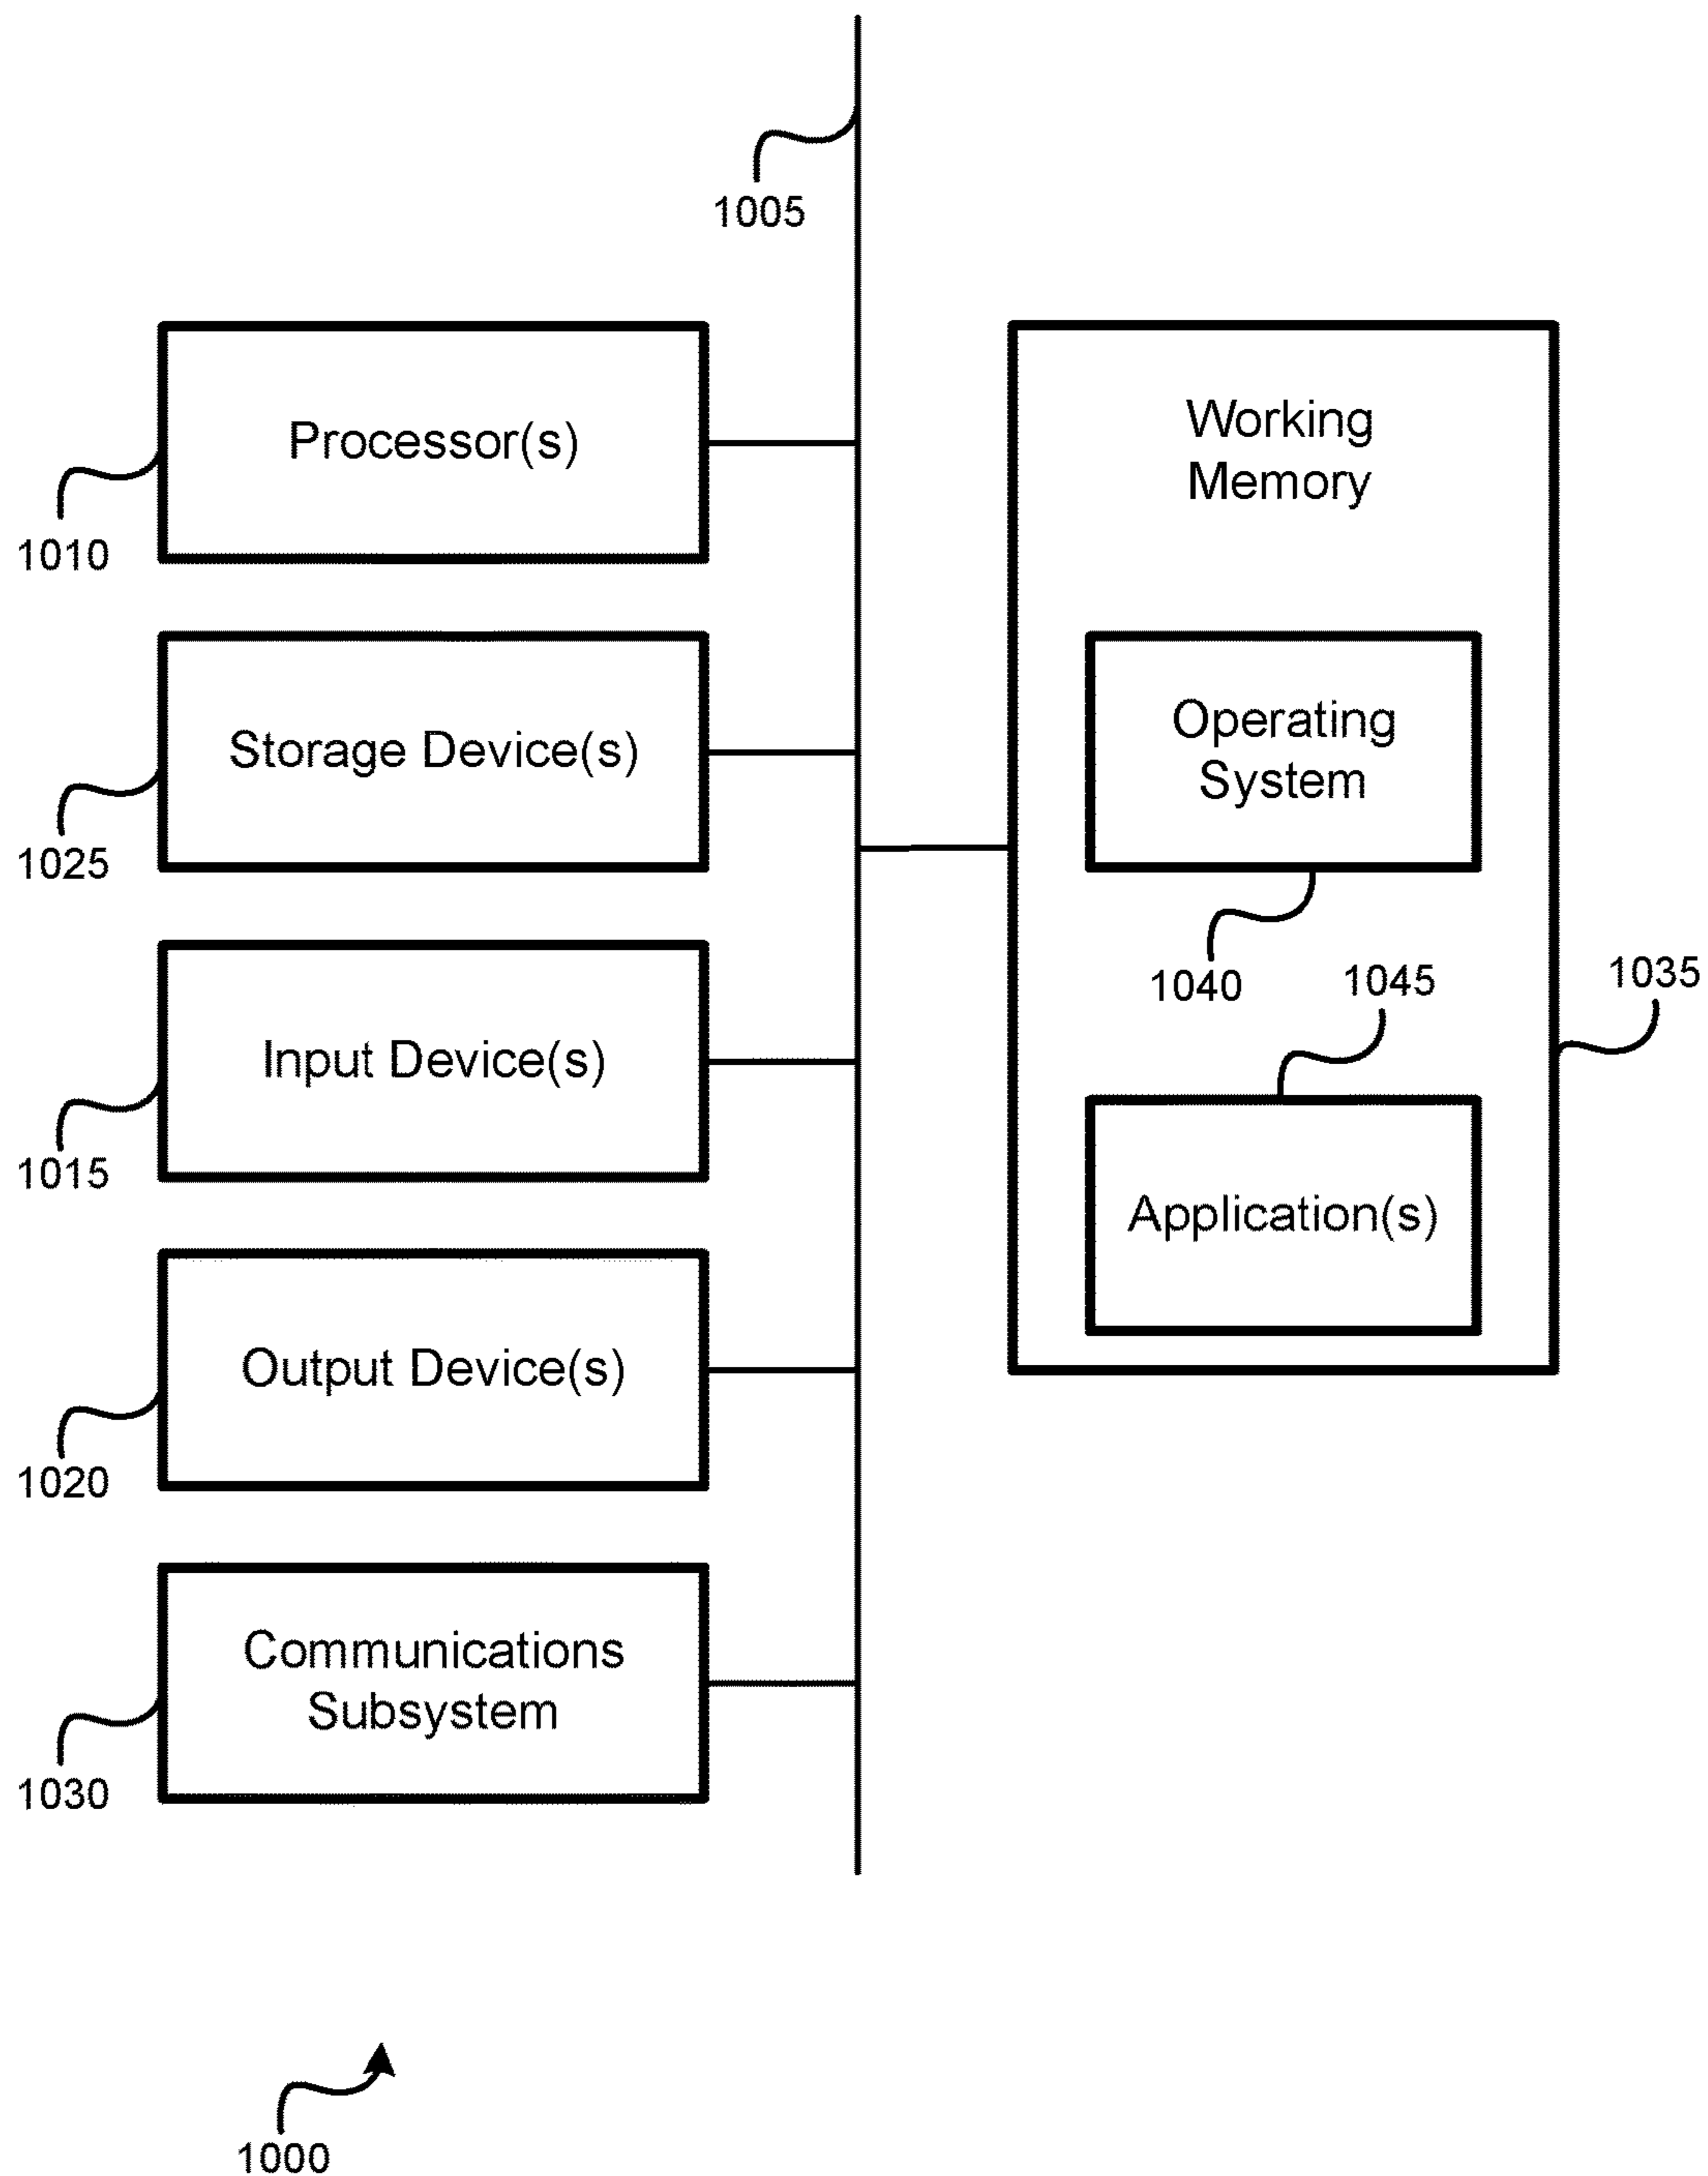 1005
Processor(s)
1010
Storage Device(s)
1025
Input Device(s)
1015
Output Device(s)
1020
Communications
Subsystem
1030
Working
Memory
Operating
System
1040
1045
1035
Application(s)
1000